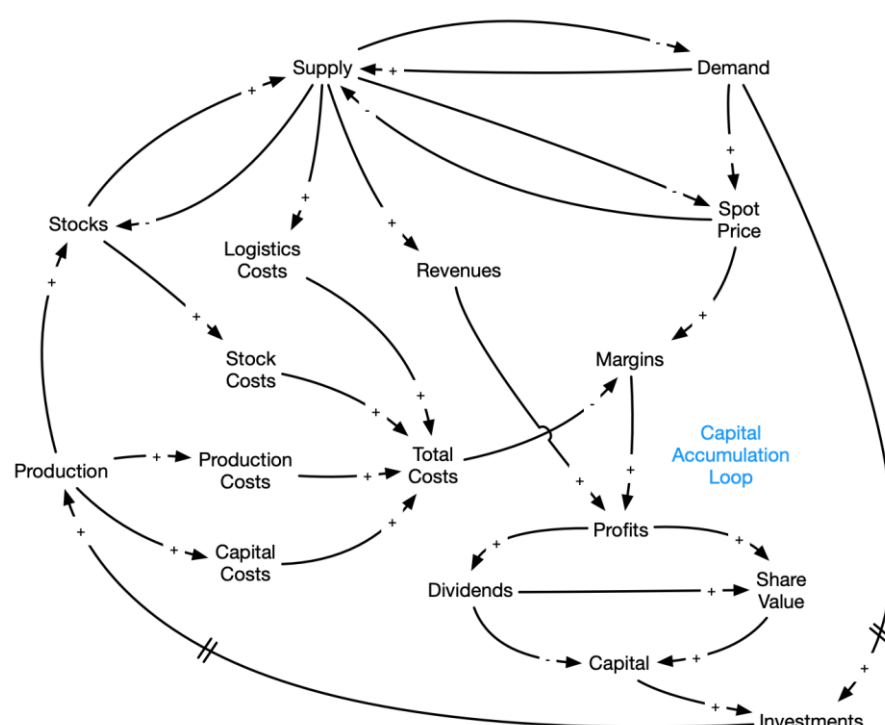 Supply
Demand
Stocks
Spot
Price
Logistics
Costs
Revenues
Stock
Costs
Margins
Capital
Accumulation
Loop
Production
Production
Costs
Total
Costs
Capital
Costs
Profits
Dividends
Share
Value
Capital
Investments